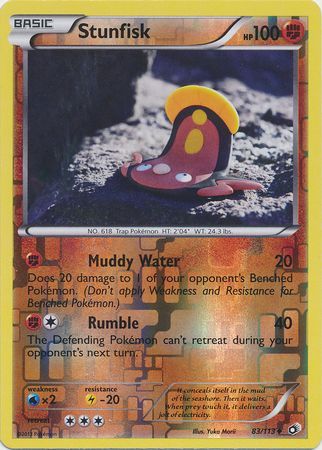 BASIC
Stunfisk
HP100
NO. 618 Trap Pokémon HT: 2'04" WT: 24.3 lbs.
Muddy Water 20
Does 20 damage to 1 of your opponent's Benched
Pokémon. (Don't apply Weakness and Resistance for
Benched Pokémon.)
Rumble 40
The Defending Pokémon can't retreat during your
opponent's next turn.
weakness
×2
resistance
-20
retreat
It conceals itself in the mud
of the seashore. Then it waits.
When prey touch it, it delivers a
jolt of electricity.
©2013 Pokémon
Illus. Yuka Morii
83/113